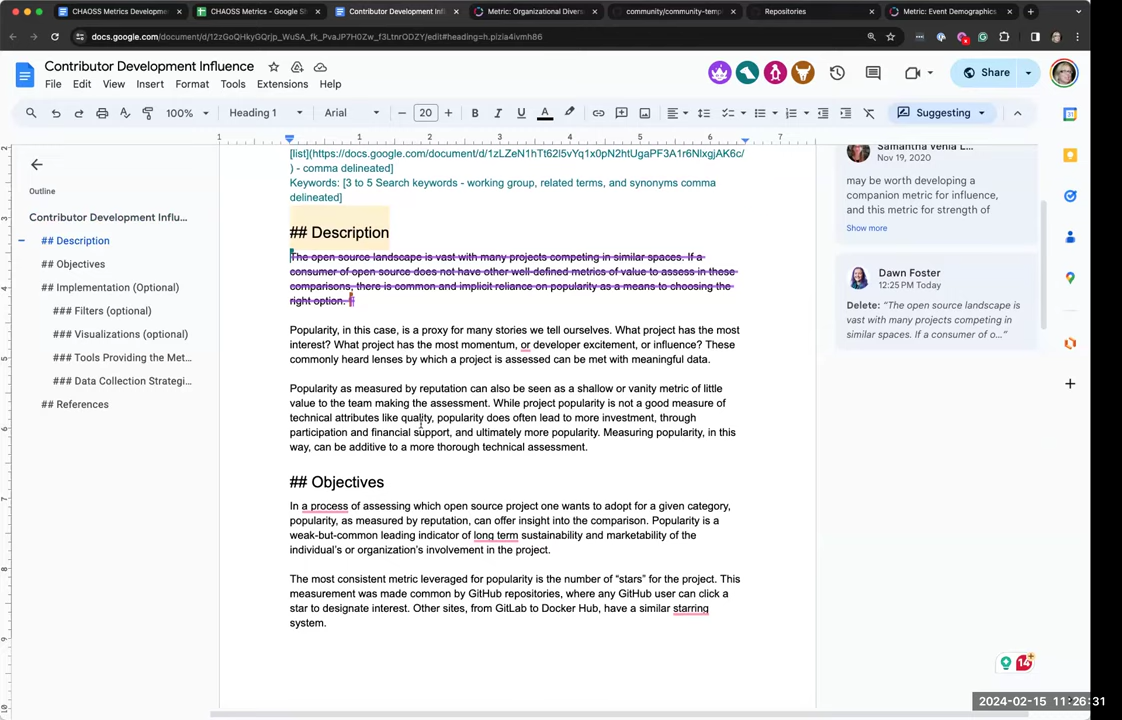 CHAOSS Metrics Developme
CHAOSS Metrics - Google Sh
Contributor Development Infl
Metric: Organizational Divers
community/community-temp
Repositories
Metric: Event Demographics
docs.google.com/document/d/12zGoQHkyGQrjp_WuSA_fk_PvaJP7H0Zw_f3LtnrODZY/edit#heading=h.pizia4ivmh86
Contributor Development Influence
File Edit View Insert Format Tools Extensions Help
Share
100% Heading 1 Arial 20 B I U A
Suggesting
1 1 2 3 4 5 6 7
Outline
Contributor Development Influ...
## Description
## Objectives
## Implementation (Optional)
### Filters (optional)
### Visualizations (optional)
### Tools Providing the Met...
### Data Collection Strategi...
## References
[list](https://docs.google.com/document/d/1zLZeN1hTt62l5vYq1x0pN2htUgaPF3A1r6NlxgjAK6c/
) - comma delineated]
Keywords: [3 to 5 Search keywords - working group, related terms, and synonyms comma
delineated]
## Description
The open source landscape is vast with many projects competing in similar spaces. If a
consumer of open source does not have other well-defined metrics of value to assess in these
comparisons, there is common and implicit reliance on popularity as a means to choosing the
right option.
Popularity, in this case, is a proxy for many stories we tell ourselves. What project has the most
interest? What project has the most momentum, or developer excitement, or influence? These
commonly heard lenses by which a project is assessed can be met with meaningful data.
Popularity as measured by reputation can also be seen as a shallow or vanity metric of little
value to the team making the assessment. While project popularity is not a good measure of
technical attributes like quality, popularity does often lead to more investment, through
participation and financial support, and ultimately more popularity. Measuring popularity, in this
way, can be additive to a more thorough technical assessment.
## Objectives
In a process of assessing which open source project one wants to adopt for a given category,
popularity, as measured by reputation, can offer insight into the comparison. Popularity is a
weak-but-common leading indicator of long term sustainability and marketability of the
individual's or organization's involvement in the project.
The most consistent metric leveraged for popularity is the number of "stars" for the project. This
measurement was made common by GitHub repositories, where any GitHub user can click a
star to designate interest. Other sites, from GitLab to Docker Hub, have a similar starring
system.
Samantha Venia L...
Nov 19, 2020
may be worth developing a
companion metric for influence,
and this metric for strength of
Show more
Dawn Foster
12:25 PM Today
Delete: "The open source landscape is
vast with many projects competing in
similar spaces. If a consumer of o..."
14
2024-02-15 11:26:31